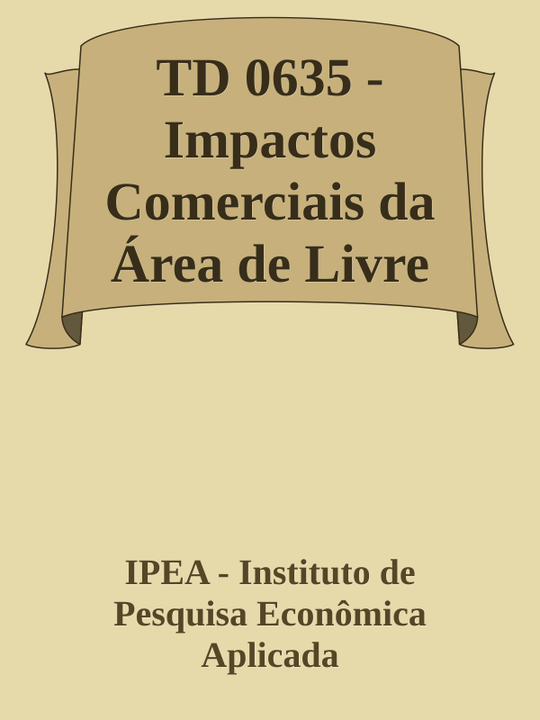 TD 0635 -
Impactos
Comerciais da
Área de Livre
IPEA - Instituto de
Pesquisa Econômica
Aplicada